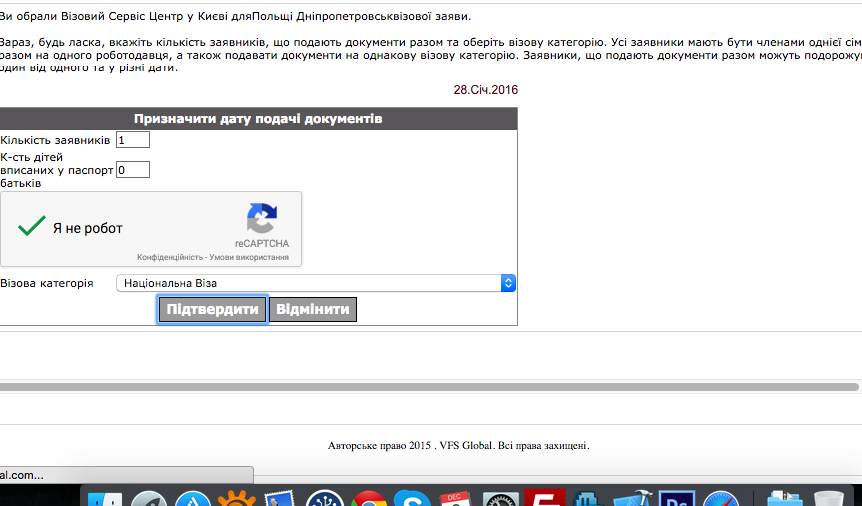 Ви обрали Візовий Сервіс Центр у Києві дляПольщі Дніпропетровськвізової заяви.
Зараз, будь ласка, вкажіть кількість заявників, що подають документи разом та оберіть візову категорію. Усі заявники мають бути членами однієї сім
разом на одного роботодавця, а також подавати документи на однакову візову категорію. Заявники, що подають документи разом можуть подорожу
один від одного та у різні дати.
28.Січ.2016
Призначити дату подачі документів
Кількість заявників 1
К-сть дітей
вписаних у паспорт 0
батьків
Я не робот
reCAPTCHA
Конфіденційність - Умови використання
Візова категорія Національна Віза
Підтвердити Відмінити
Авторське право 2015 . VFS Global. Всі права захищені.
al.com...
DEC
Ps